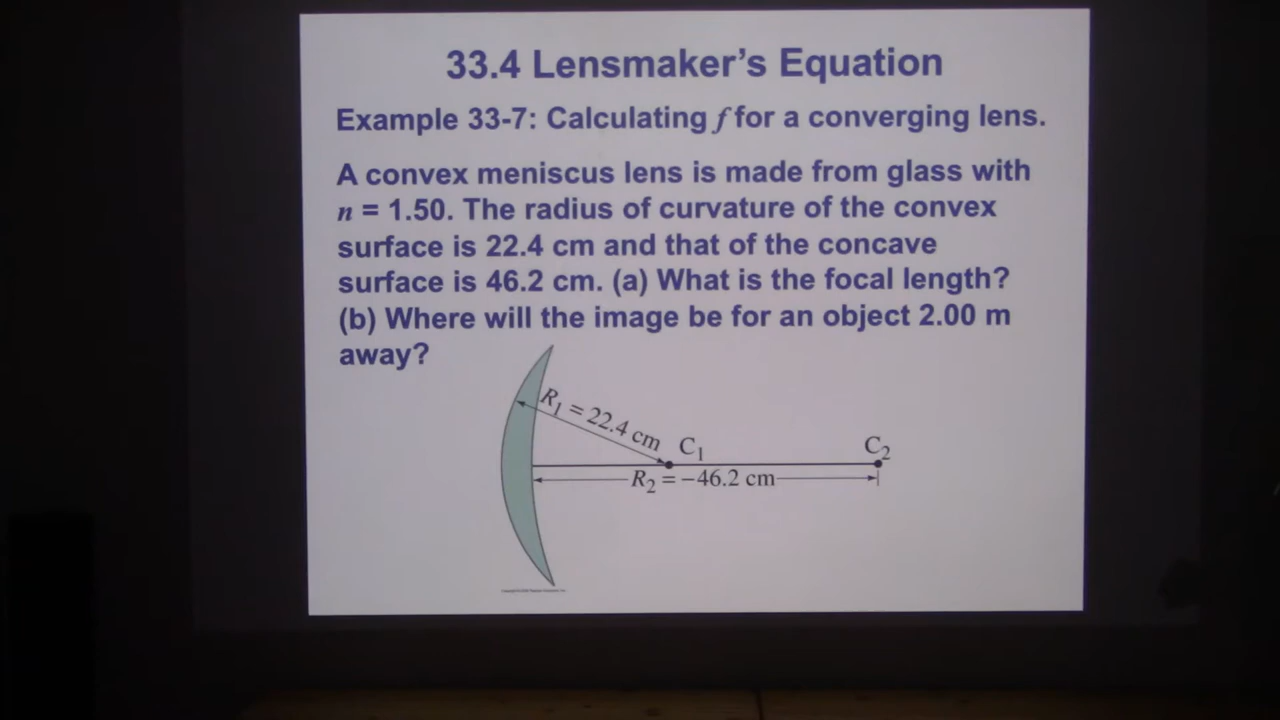 33.4 Lensmaker's Equation
Example 33-7: Calculating f for a converging lens.
A convex meniscus lens is made from glass with
n = 1.50. The radius of curvature of the convex
surface is 22.4 cm and that of the concave
surface is 46.2 cm. (a) What is the focal length?
(b) Where will the image be for an object 2.00 m
away?
R₁ = 22.4 cm
C₁
C₂
R₂ = −46.2 cm